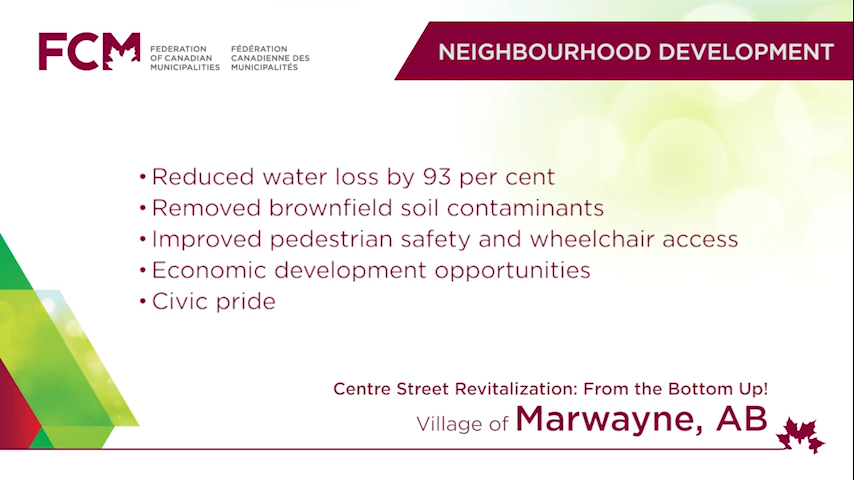 FCM
FEDERATION
OF CANADIAN
MUNICIPALITIES
FÉDÉRATION
CANADIENNE DES
MUNICIPALITÉS
NEIGHBOURHOOD DEVELOPMENT
• Reduced water loss by 93 per cent
• Removed brownfield soil contaminants
• Improved pedestrian safety and wheelchair access
• Economic development opportunities
• Civic pride
Centre Street Revitalization: From the Bottom Up!
Village of Marwayne, AB